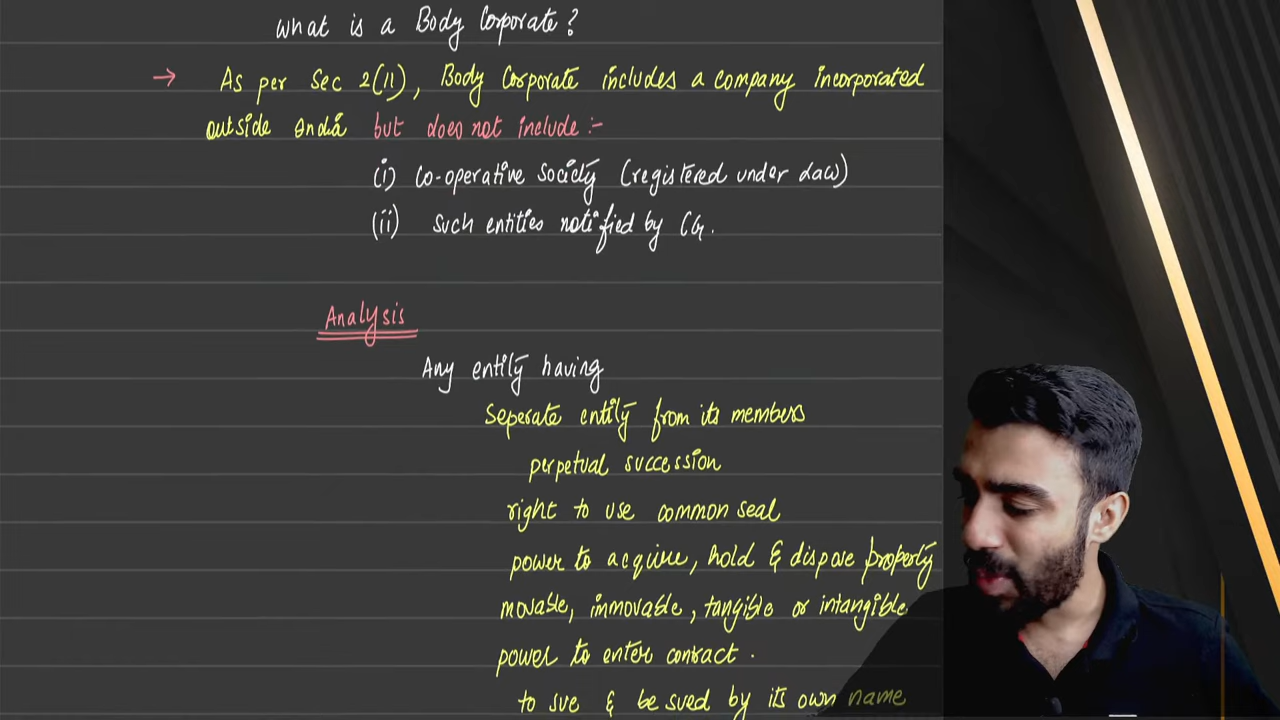 What is a Body Corporate?
→ As per Sec 2(11), Body Corporate includes a company incorporated
outside India but does not include :-
(i) Co-operative Society (registered under Law)
(ii) Such entities notified by CG.
Analysis
Any entity having
Seperate entity from its members
perpetual succession
right to use common seal
power to acquire, hold & dispose property
movable, immovable, tangible or intangible
power to enter contract.
to sue & be sued by its own name